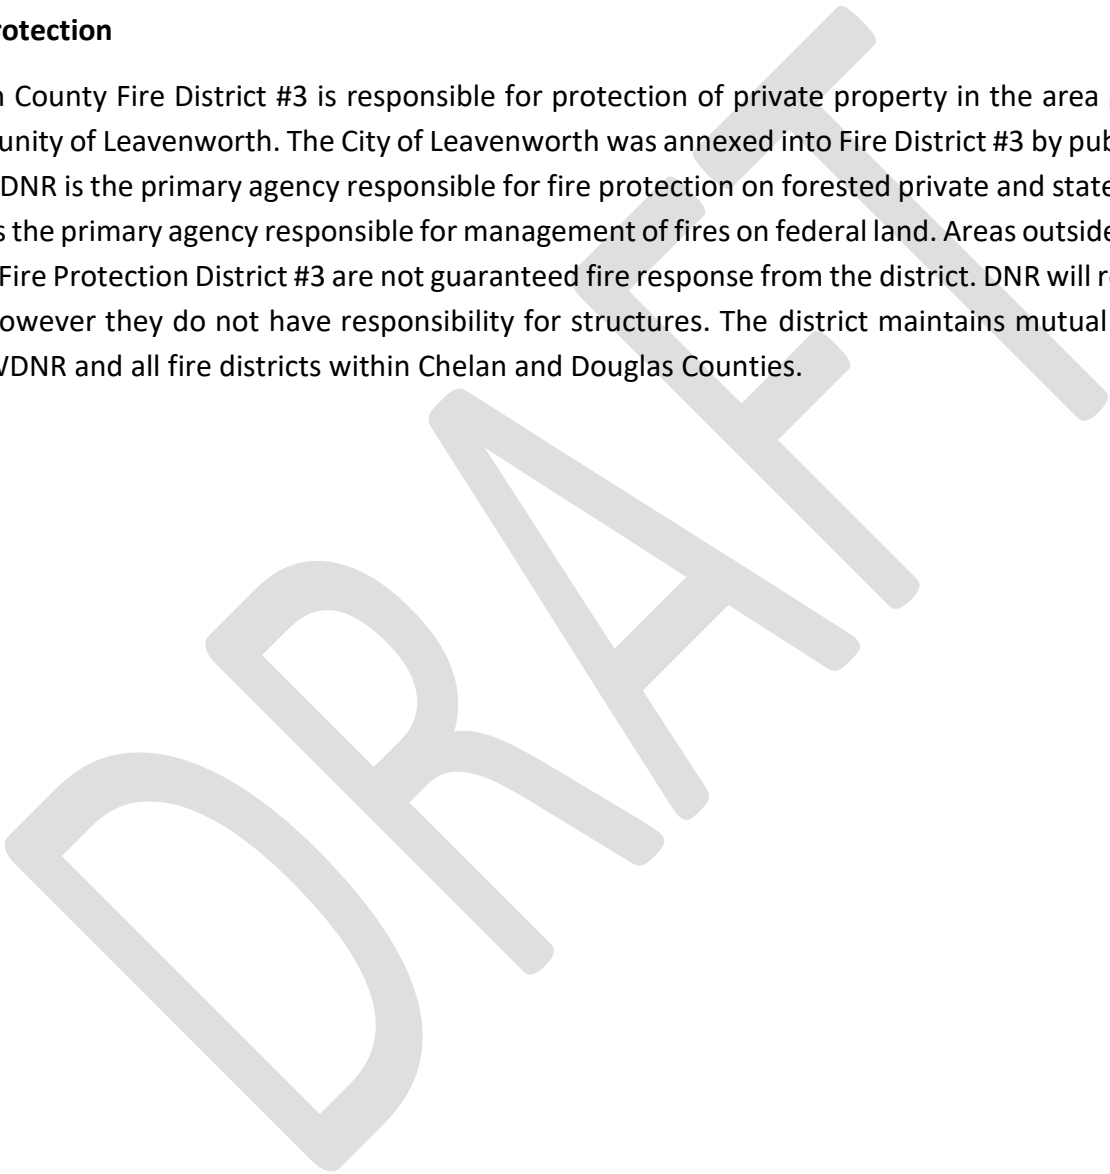 rotection
County Fire District #3 is responsible for protection of private property in the area
unity of Leavenworth. The City of Leavenworth was annexed into Fire District #3 by pub
DNR is the primary agency responsible for fire protection on forested private and state
s the primary agency responsible for management of fires on federal land. Areas outside
Fire Protection District #3 are not guaranteed fire response from the district. DNR will r
owever they do not have responsibility for structures. The district maintains mutual
DNR and all fire districts within Chelan and Douglas Counties.
DRAFT